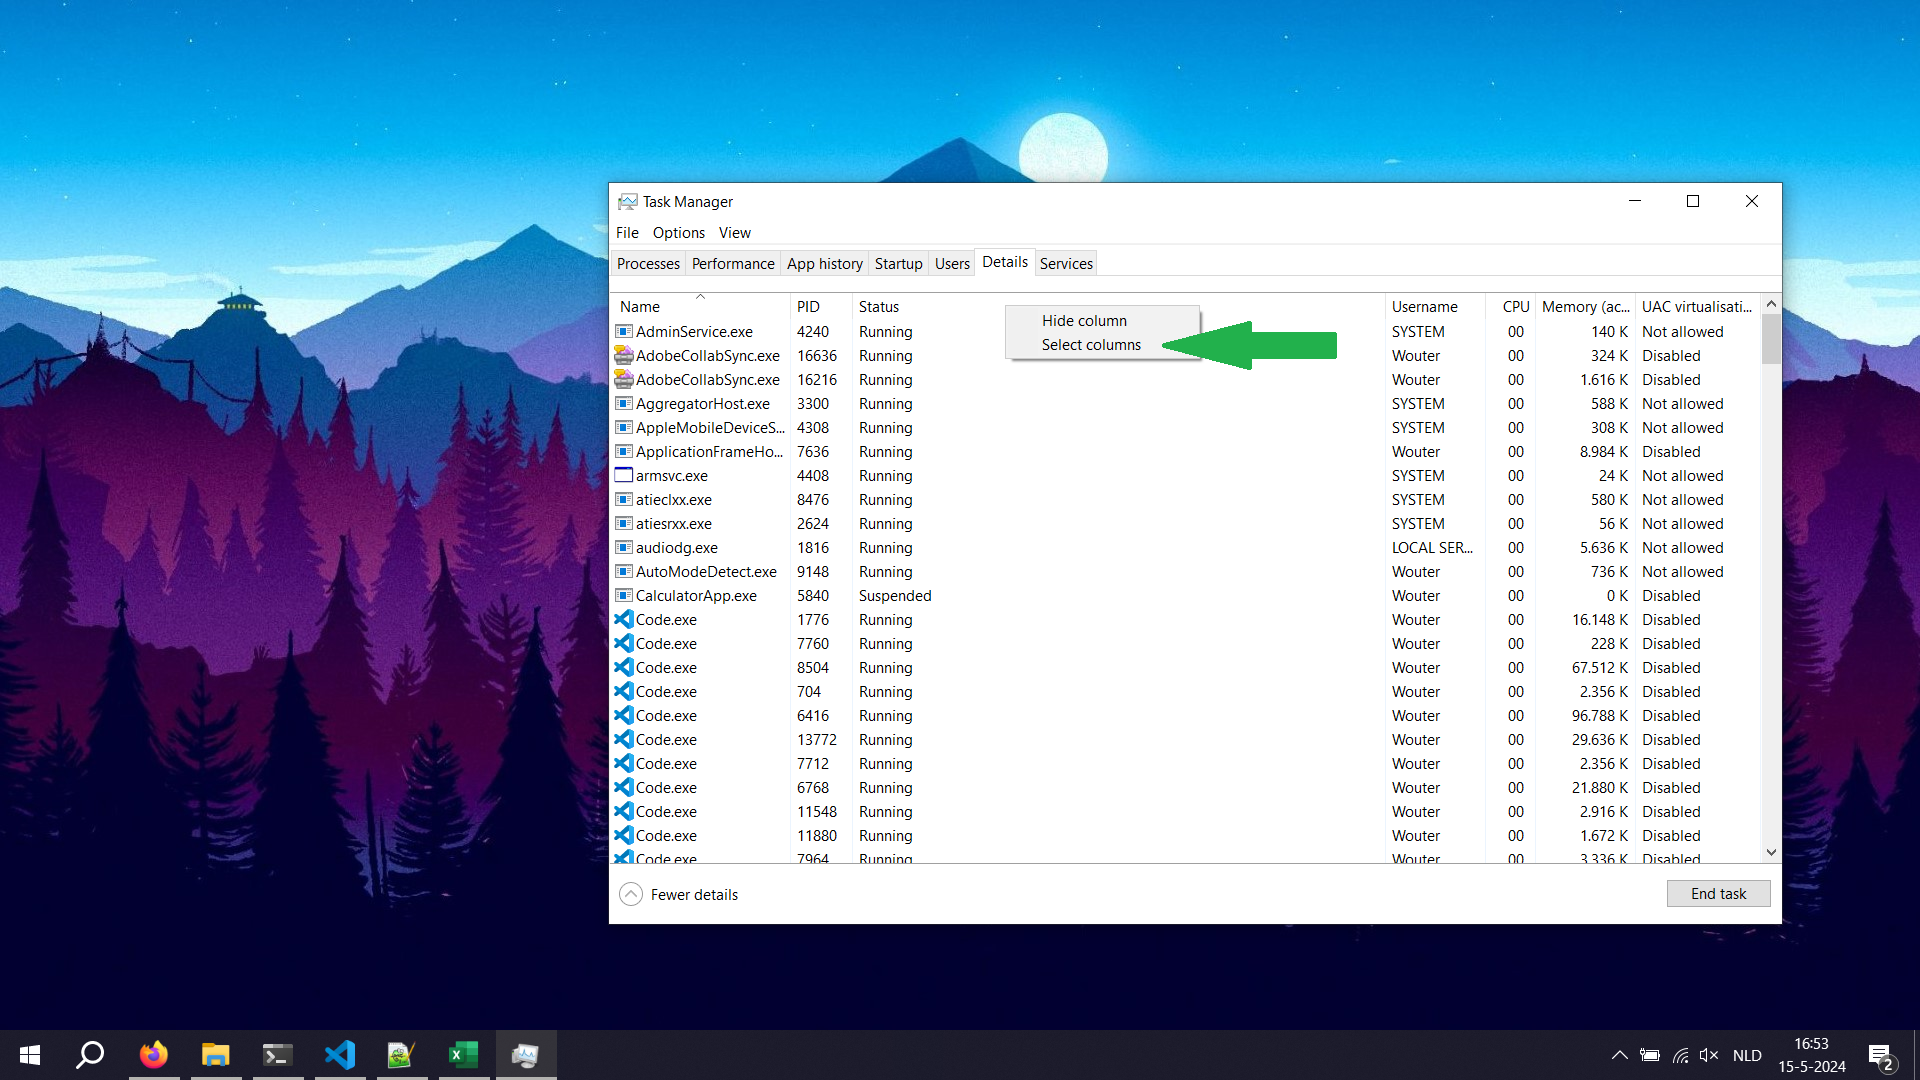 Task Manager
File Options View
Processes Performance App history Startup Users Details Services
Name PID Status Username CPU Memory (ac... UAC virtualisati...
Hide column
Select columns
AdminService.exe 4240 Running SYSTEM 00 140 K Not allowed
AdobeCollabSync.exe 16636 Running Wouter 00 324 K Disabled
AdobeCollabSync.exe 16216 Running Wouter 00 1.616 K Disabled
AggregatorHost.exe 3300 Running SYSTEM 00 588 K Not allowed
AppleMobileDeviceS... 4308 Running SYSTEM 00 308 K Not allowed
ApplicationFrameHo... 7636 Running Wouter 00 8.984 K Disabled
armsvc.exe 4408 Running SYSTEM 00 24 K Not allowed
atieclxx.exe 8476 Running SYSTEM 00 580 K Not allowed
atiesrxx.exe 2624 Running SYSTEM 00 56 K Not allowed
audiodg.exe 1816 Running LOCAL SER... 00 5.636 K Not allowed
AutoModeDetect.exe 9148 Running Wouter 00 736 K Not allowed
CalculatorApp.exe 5840 Suspended Wouter 00 0 K Disabled
Code.exe 1776 Running Wouter 00 16.148 K Disabled
Code.exe 7760 Running Wouter 00 228 K Disabled
Code.exe 8504 Running Wouter 00 67.512 K Disabled
Code.exe 704 Running Wouter 00 2.356 K Disabled
Code.exe 6416 Running Wouter 00 96.788 K Disabled
Code.exe 13772 Running Wouter 00 29.636 K Disabled
Code.exe 7712 Running Wouter 00 2.356 K Disabled
Code.exe 6768 Running Wouter 00 21.880 K Disabled
Code.exe 11548 Running Wouter 00 2.916 K Disabled
Code.exe 11880 Running Wouter 00 1.672 K Disabled
Code.exe 7964 Running Wouter 00 3.336 K Disabled
Fewer details
End task
NLD
16:53
15-5-2024
2